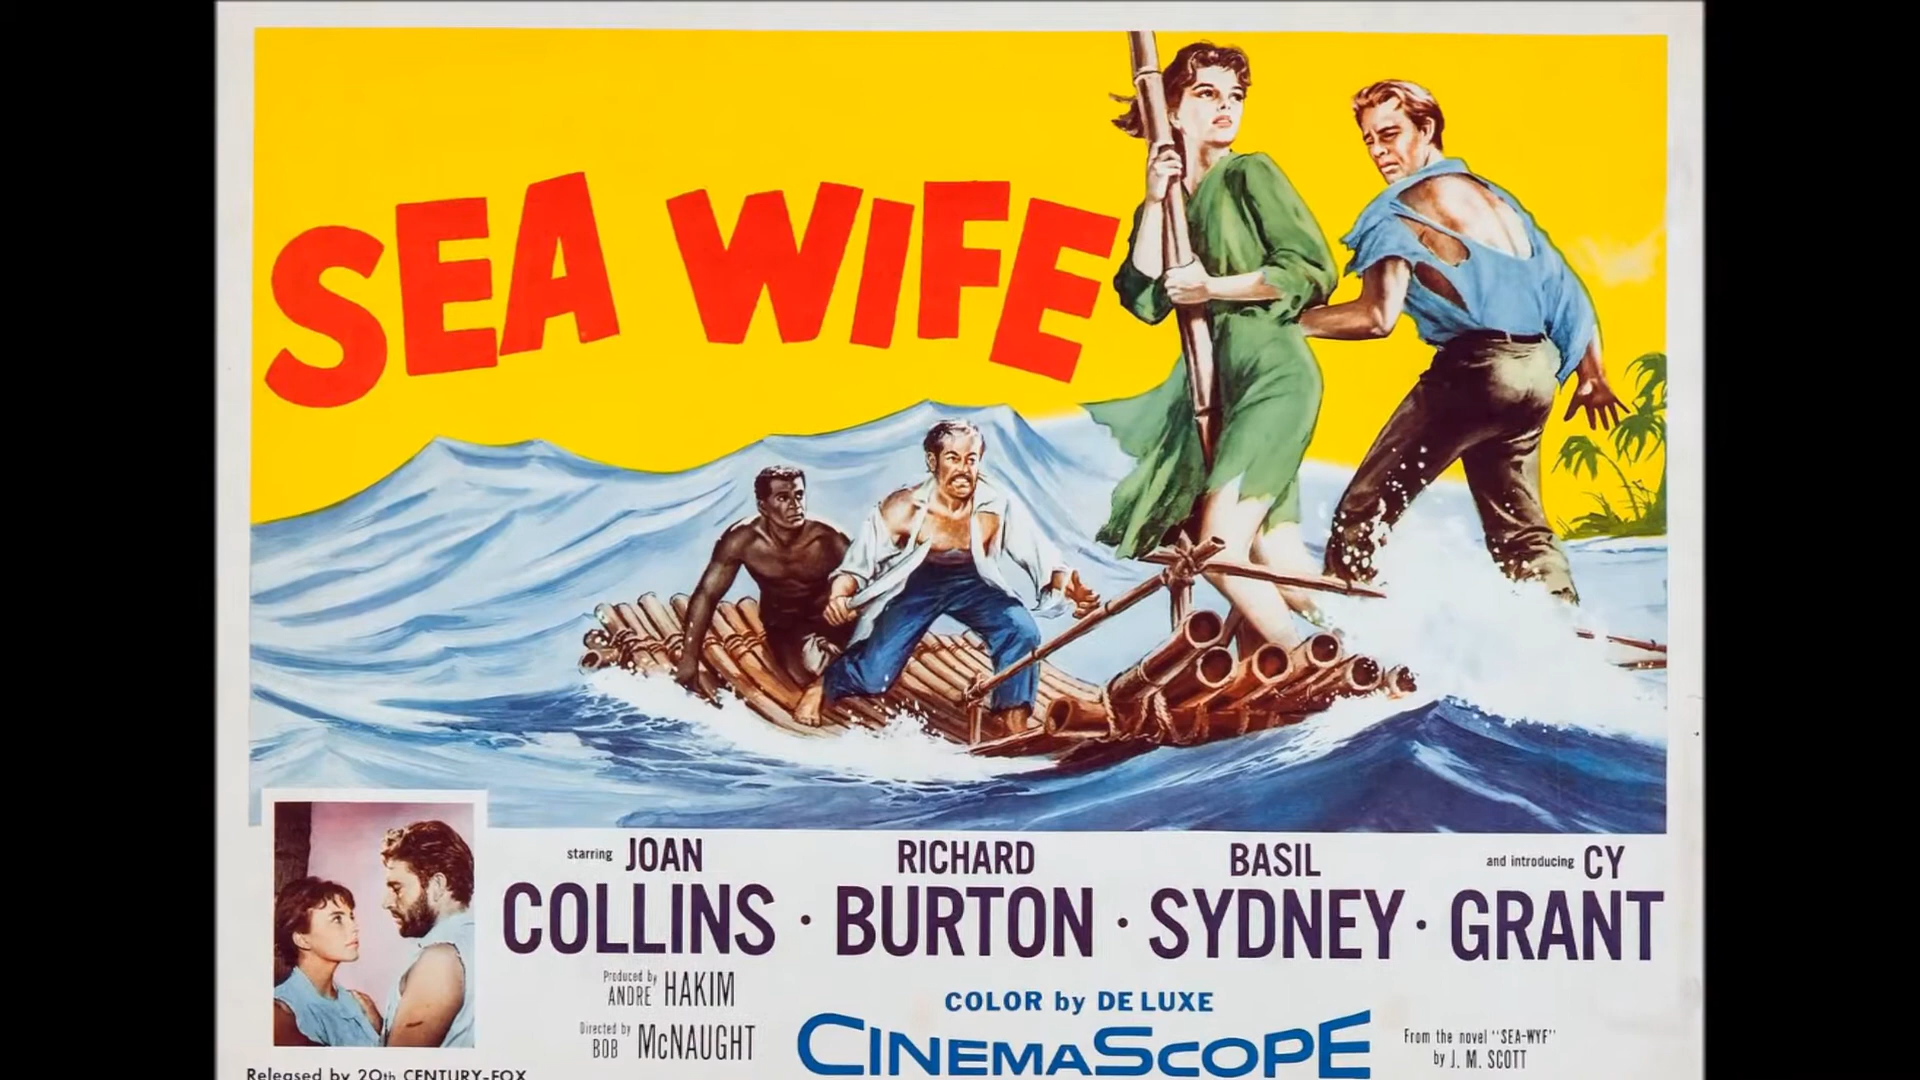 SEA WIFE
starring JOAN COLLINS · RICHARD BURTON · BASIL SYDNEY · and introducing CY GRANT
Produced by ANDRE HAKIM
Directed by BOB McNAUGHT
COLOR by DE LUXE
CINEMASCOPE
From the novel "SEA-WYF"
by J. M. SCOTT
Released by 20th CENTURY-FOX